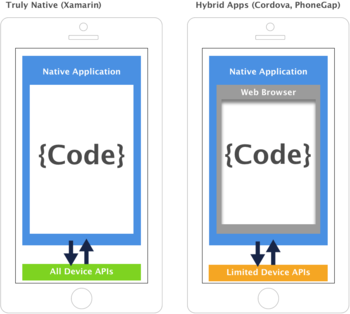 Truly Native (Xamarin)
Native Application
{Code}
All Device APIs
Hybrid Apps (Cordova, PhoneGap)
Native Application
Web Browser
{Code}
Limited Device APIs